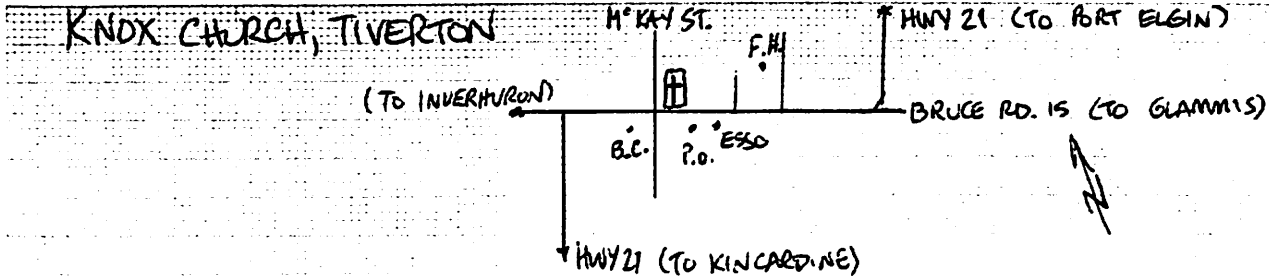 KNOX CHURCH, TIVERTON
McKAY ST.
HWY 21 (TO PORT ELGIN)
F.H.
(TO INVERHURON)
BRUCE RD. 15 (TO GLAMMIS)
B.C.
P.O.
ESSO
N
HWY 21 (TO KINCARDINE)